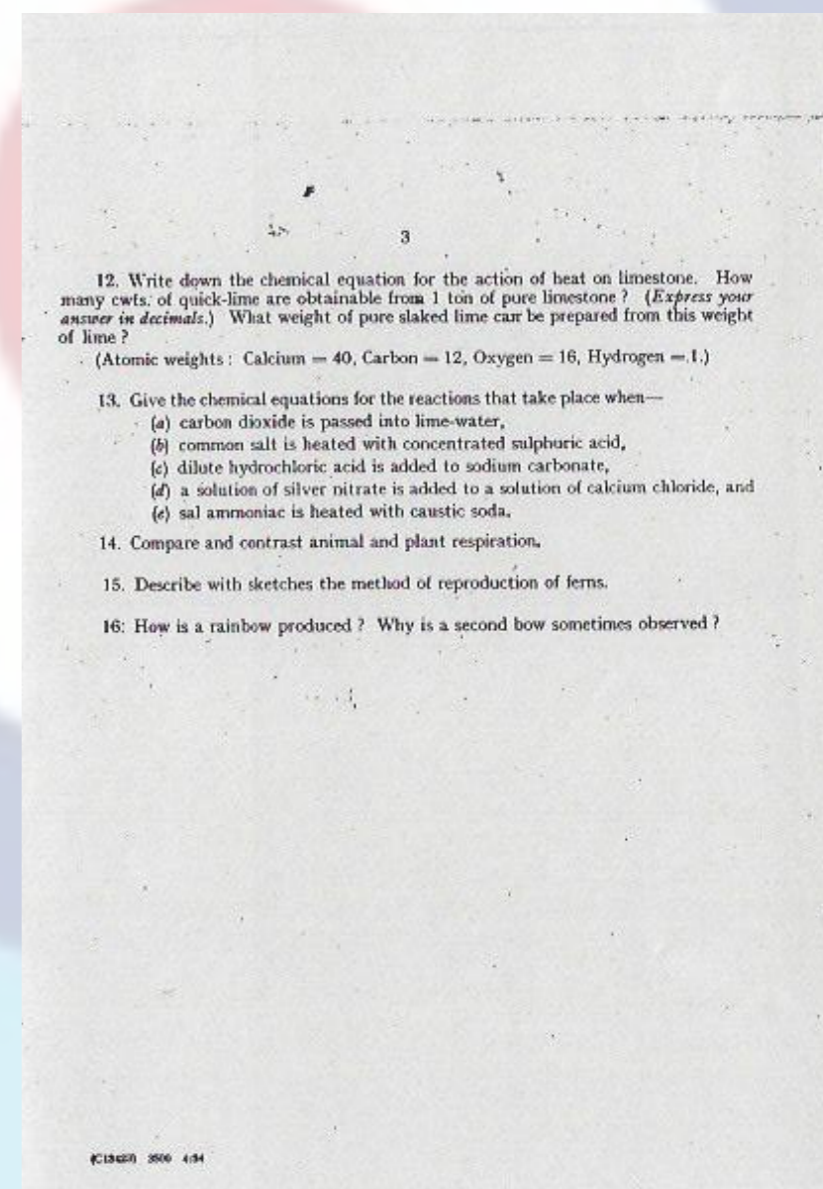 3
12. Write down the chemical equation for the action of heat on limestone. How
many cwts. of quick-lime are obtainable from 1 ton of pure limestone ? (Express your
answer in decimals.) What weight of pure slaked lime can be prepared from this weight
of lime ?
(Atomic weights : Calcium = 40, Carbon = 12, Oxygen = 16, Hydrogen = 1.)
13. Give the chemical equations for the reactions that take place when—
(a) carbon dioxide is passed into lime-water,
(b) common salt is heated with concentrated sulphuric acid,
(c) dilute hydrochloric acid is added to sodium carbonate,
(d) a solution of silver nitrate is added to a solution of calcium chloride, and
(e) sal ammoniac is heated with caustic soda.
14. Compare and contrast animal and plant respiration.
15. Describe with sketches the method of reproduction of ferns.
16. How is a rainbow produced ? Why is a second bow sometimes observed ?
3500 4/34